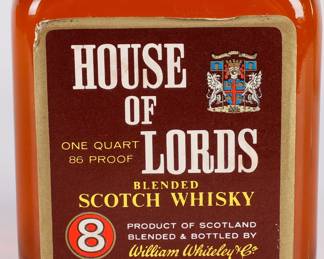 HOUSE
OF
LORDS
ONE QUART
86 PROOF
BLENDED
SCOTCH WHISKY
8
PRODUCT OF SCOTLAND
BLENDED & BOTTLED BY
William Whiteley & Co